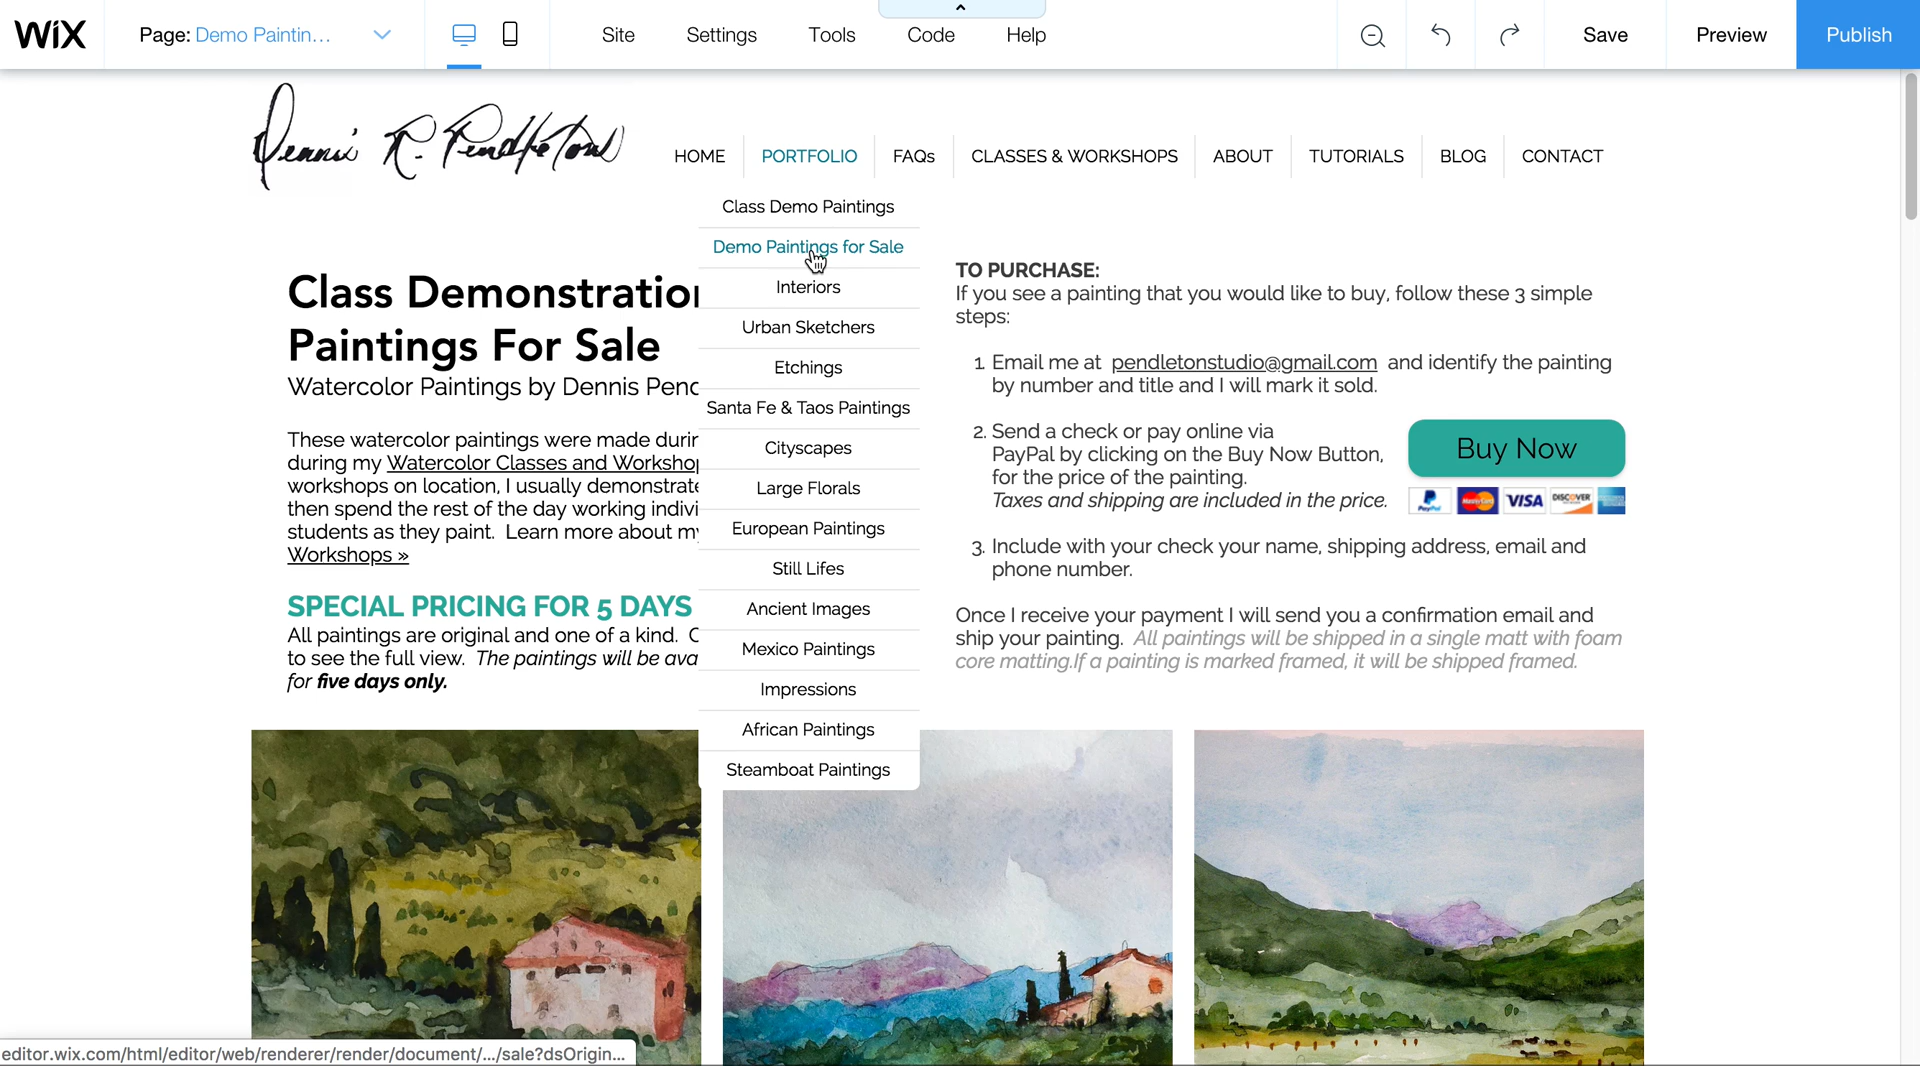 WiX
Page: Demo Paintin...
Site
Settings
Tools
Code
Help
Save
Preview
Publish
Dennis R. Pendleton
HOME
PORTFOLIO
FAQs
CLASSES & WORKSHOPS
ABOUT
TUTORIALS
BLOG
CONTACT
Class Demo Paintings
Demo Paintings for Sale
Interiors
Urban Sketchers
Etchings
Santa Fe & Taos Paintings
Cityscapes
Large Florals
European Paintings
Still Lifes
Ancient Images
Mexico Paintings
Impressions
African Paintings
Steamboat Paintings
Class Demonstration
Paintings For Sale
Watercolor Paintings by Dennis Pend
These watercolor paintings were made durin
during my Watercolor Classes and Workshop
workshops on location, I usually demonstrate
then spend the rest of the day working indivi
students as they paint. Learn more about my
Workshops »
SPECIAL PRICING FOR 5 DAYS
All paintings are original and one of a kind. C
to see the full view. The paintings will be ava
for five days only.
TO PURCHASE:
If you see a painting that you would like to buy, follow these 3 simple
steps:
1. Email me at pendletonstudio@gmail.com and identify the painting
by number and title and I will mark it sold.
2. Send a check or pay online via
PayPal by clicking on the Buy Now Button,
for the price of the painting.
Taxes and shipping are included in the price.
Buy Now
PayPal MasterCard VISA DISCOVER
3. Include with your check your name, shipping address, email and
phone number.
Once I receive your payment I will send you a confirmation email and
ship your painting. All paintings will be shipped in a single matt with foam
core matting.If a painting is marked framed, it will be shipped framed.
editor.wix.com/html/editor/web/renderer/render/document/.../sale?dsOrigin...